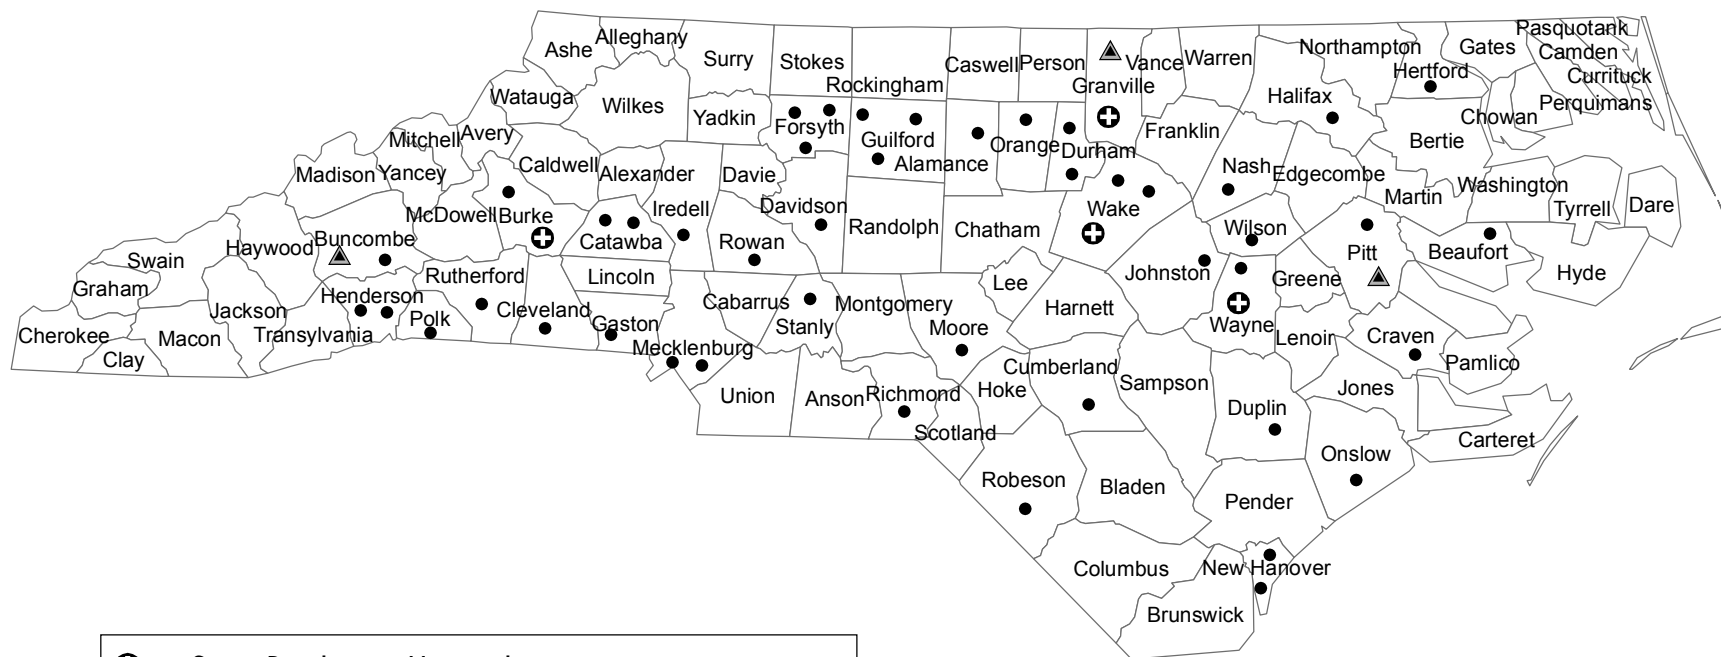 Ashe
Alleghany
Surry
Stokes
Rockingham
Caswell
Person
Granville
Vance
Warren
Northampton
Hertford
Gates
Pasquotank
Camden
Currituck
Perquimans
Chowan
Halifax
Bertie
Watauga
Wilkes
Yadkin
Forsyth
Guilford
Alamance
Orange
Durham
Franklin
Nash
Edgecombe
Martin
Washington
Tyrrell
Dare
Mitchell
Avery
Madison
Yancey
Caldwell
Alexander
Davie
Iredell
Davidson
Randolph
Chatham
Wake
Wilson
Pitt
Beaufort
Hyde
McDowell
Burke
Catawba
Rowan
Swain
Haywood
Buncombe
Graham
Rutherford
Lincoln
Johnston
Greene
Lee
Harnett
Wayne
Lenoir
Craven
Pamlico
Cherokee
Clay
Macon
Jackson
Transylvania
Henderson
Polk
Cleveland
Gaston
Mecklenburg
Cabarrus
Stanly
Montgomery
Moore
Union
Anson
Richmond
Scotland
Hoke
Cumberland
Sampson
Duplin
Jones
Carteret
Onslow
Robeson
Bladen
Pender
Columbus
New Hanover
Brunswick